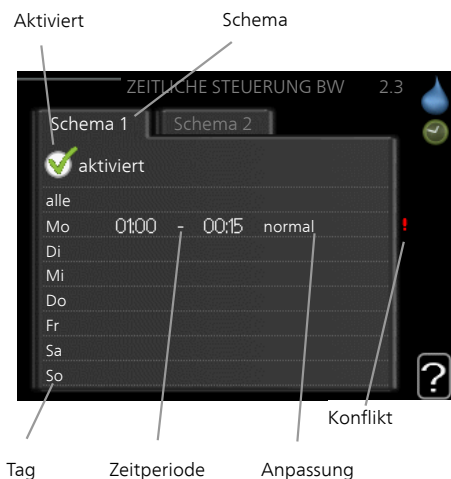 Aktiviert
Schema
ZEITLICHE STEUERUNG BW 2.3
Schema 1 Schema 2
aktiviert
alle
Mo 01:00 - 00:15 normal !
Di
Mi
Do
Fr
Sa
So
?
Konflikt
Tag
Zeitperiode
Anpassung